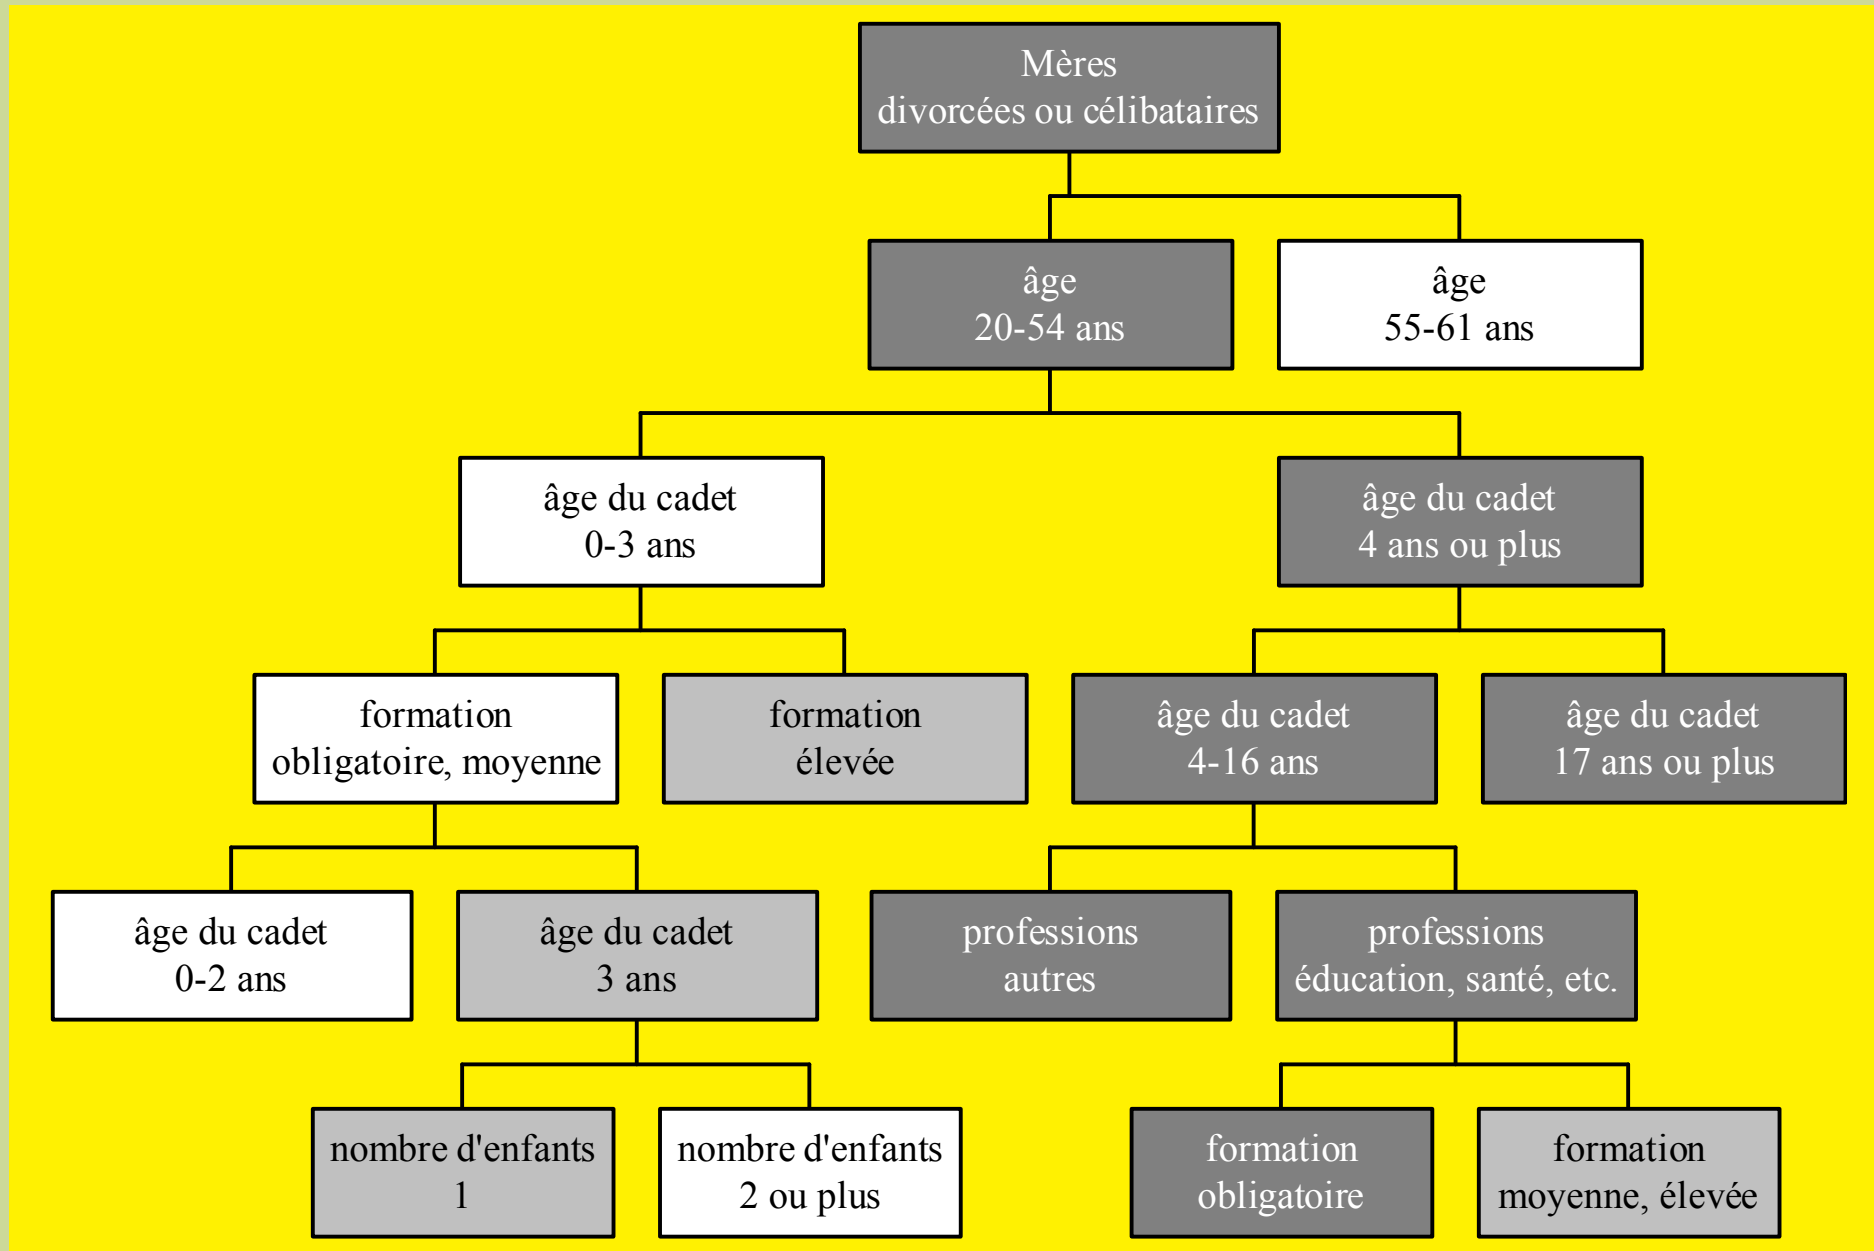 Mères
divorcées ou célibataires
âge
20-54 ans
âge
55-61 ans
âge du cadet
0-3 ans
âge du cadet
4 ans ou plus
formation
obligatoire, moyenne
formation
élevée
âge du cadet
4-16 ans
âge du cadet
17 ans ou plus
âge du cadet
0-2 ans
âge du cadet
3 ans
professions
autres
professions
éducation, santé, etc.
nombre d'enfants
1
nombre d'enfants
2 ou plus
formation
obligatoire
formation
moyenne, élevée